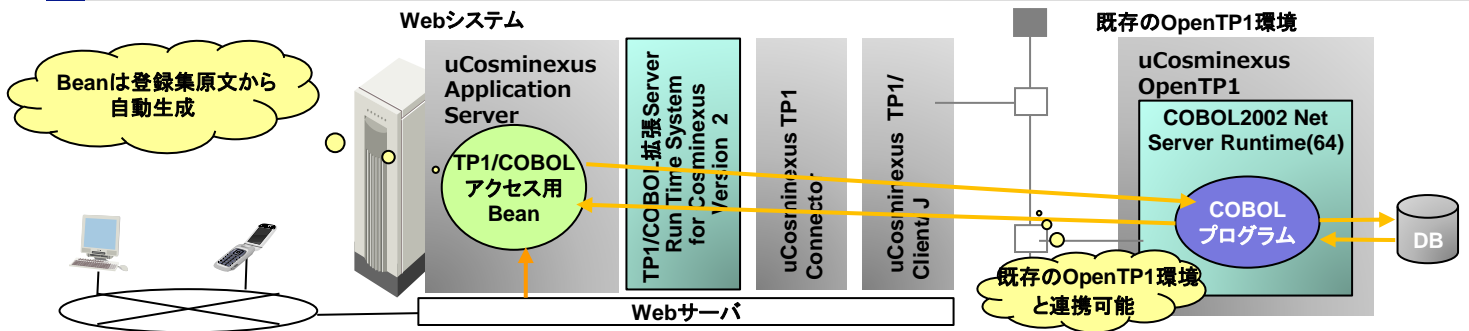 Webシステム
既存のOpenTP1環境
Beanは登録集原文から
自動生成
uCosminexus
Application
Server
TP1/COBOL
アクセス用
Bean
TP1/COBOL拡張Server
Run Time System
for Cosminexus
Version 2
uCosminexus TP1
Connector
uCosminexus TP1/
Client/J
uCosminexus
OpenTP1
COBOL2002 Net
Server Runtime(64)
COBOL
プログラム
DB
既存のOpenTP1環境
と連携可能
Webサーバ